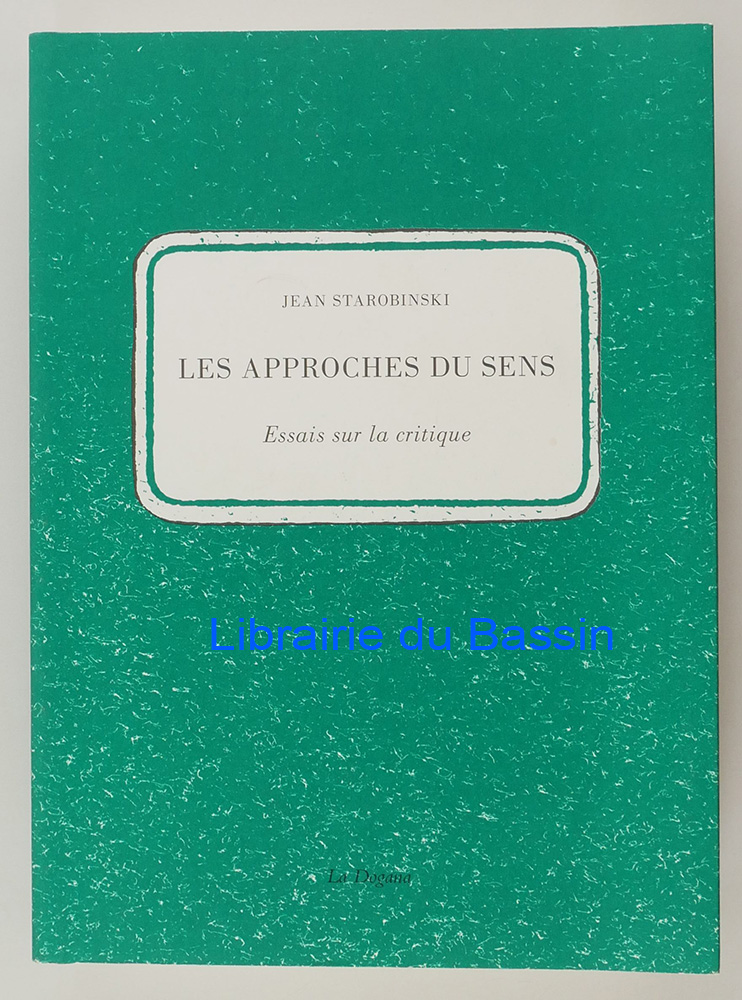 JEAN STAROBINSKI
LES APPROCHES DU SENS
Essais sur la critique
Librairie du Bassin
La Dogana